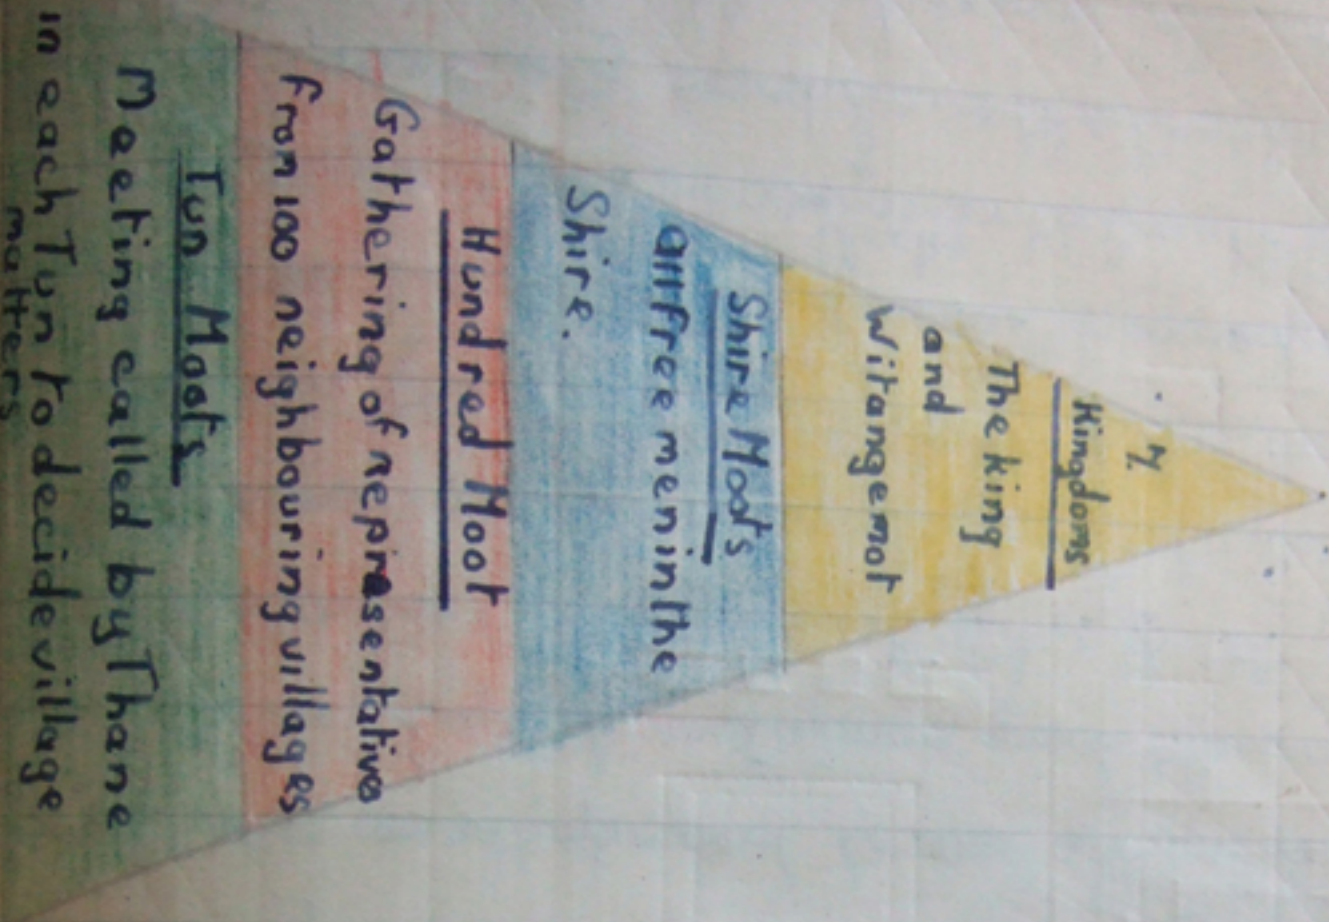 7
Kingdoms
The king
and
Witangemot
Shire Moots
all free men in the
Shire.
Hundred Moot
Gathering of representatives
from 100 neighbouring villages
Tun Moots
Meeting called by Thane
in each Tun to decide village
matters